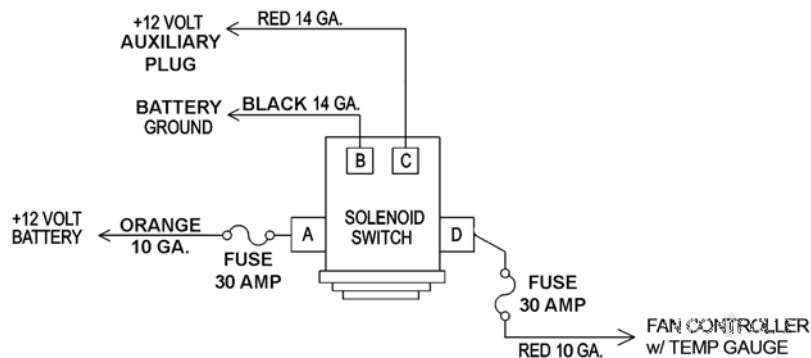 +12 VOLT
AUXILIARY
PLUG
RED 14 GA.
BATTERY
GROUND
BLACK 14 GA.
B
C
+12 VOLT
BATTERY
ORANGE
10 GA.
FUSE
30 AMP
A
SOLENOID
SWITCH
D
FUSE
30 AMP
RED 10 GA.
FAN CONTROLLER
w/ TEMP GAUGE